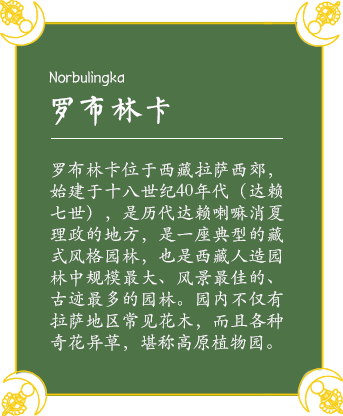 Norbulingka
罗布林卡
罗布林卡位于西藏拉萨西郊，
始建于十八世纪40年代（达赖
七世），是历代达赖喇嘛消夏
理政的地方，是一座典型的藏
式风格园林，也是西藏人造园
林中规模最大、风景最佳的、
古迹最多的园林。园内不仅有
拉萨地区常见花木，而且各种
奇花异草，堪称高原植物园。